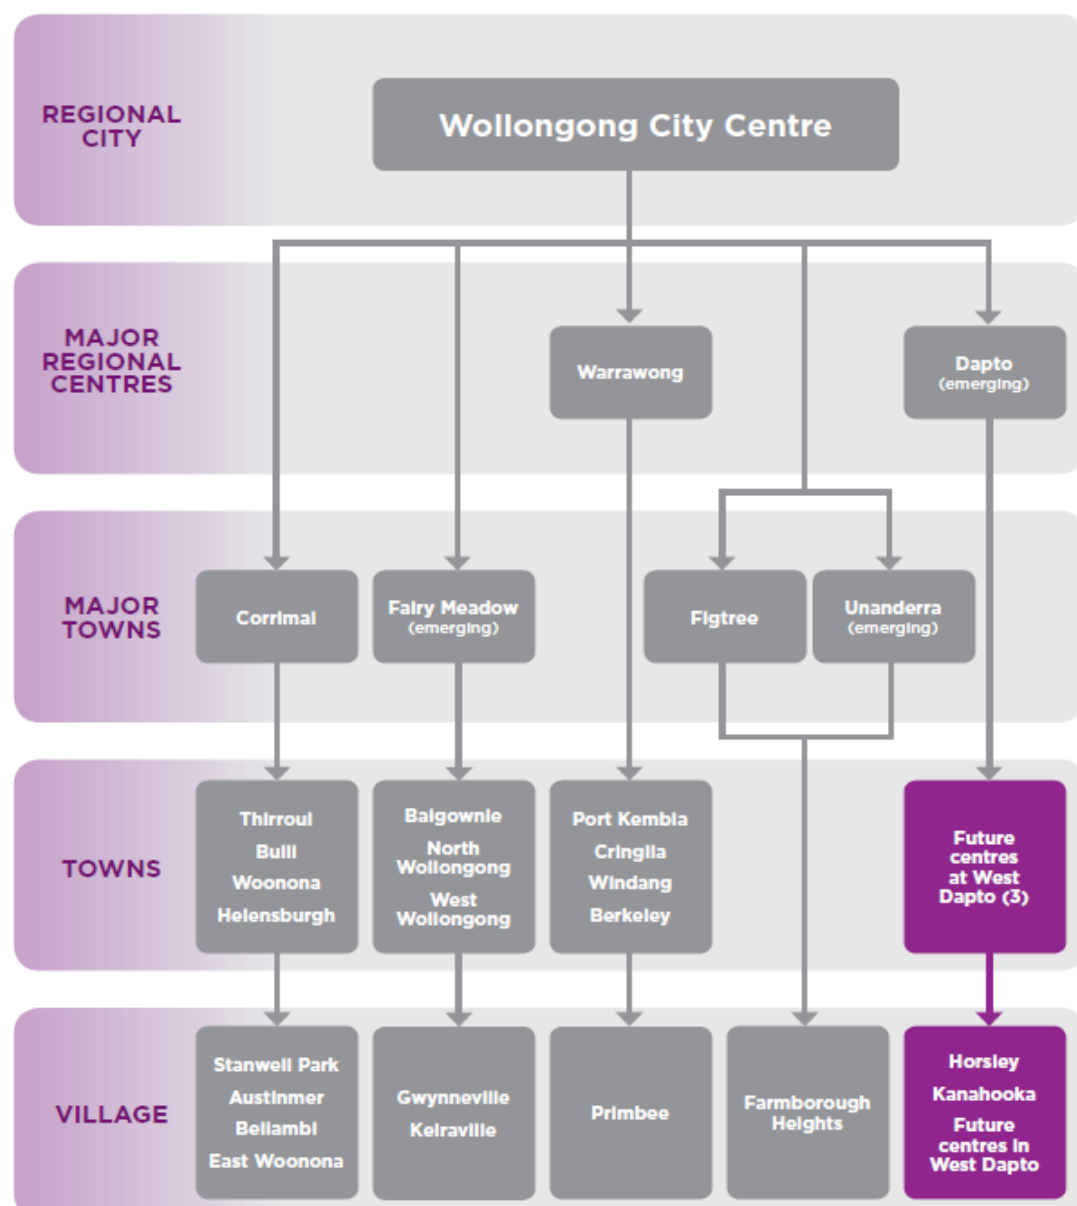 REGIONAL
CITY
Wollongong City Centre
MAJOR
REGIONAL
CENTRES
Warrawong
Dapto
(emerging)
MAJOR
TOWNS
Corrimal
Fairy Meadow
(emerging)
Figtree
Unanderra
(emerging)
TOWNS
Thirroul
Bulli
Woonona
Helensburgh
Balgownie
North
Wollongong
West
Wollongong
Port Kembla
Cringila
Windang
Berkeley
Future
centres
at West
Dapto (3)
VILLAGE
Stanwell Park
Austinmer
Bellambi
East Woonona
Gwynneville
Keiraville
Primbee
Farmborough
Heights
Horsley
Kanahooka
Future
centres in
West Dapto